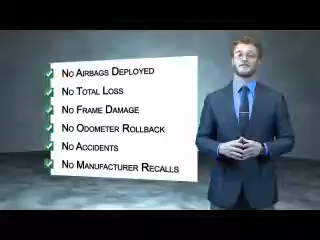 No Airbags Deployed
No Total Loss
No Frame Damage
No Odometer Rollback
No Accidents
No Manufacturer Recalls